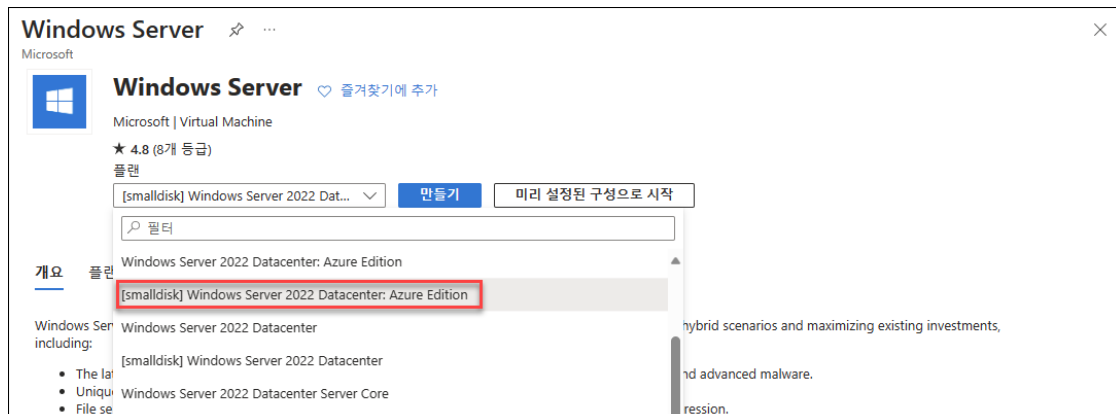 Windows Server
Microsoft
Windows Server 즐겨찾기에 추가
Microsoft | Virtual Machine
★ 4.8 (8개 등급)
플랜
[smalldisk] Windows Server 2022 Dat... 만들기 미리 설정된 구성으로 시작
필터
Windows Server 2022 Datacenter: Azure Edition
개요 플랜 [smalldisk] Windows Server 2022 Datacenter: Azure Edition
Windows Ser Windows Server 2022 Datacenter hybrid scenarios and maximizing existing investments,
including:
[smalldisk] Windows Server 2022 Datacenter
• The la nd advanced malware.
• Uniqu Windows Server 2022 Datacenter Server Core
• File se ression.